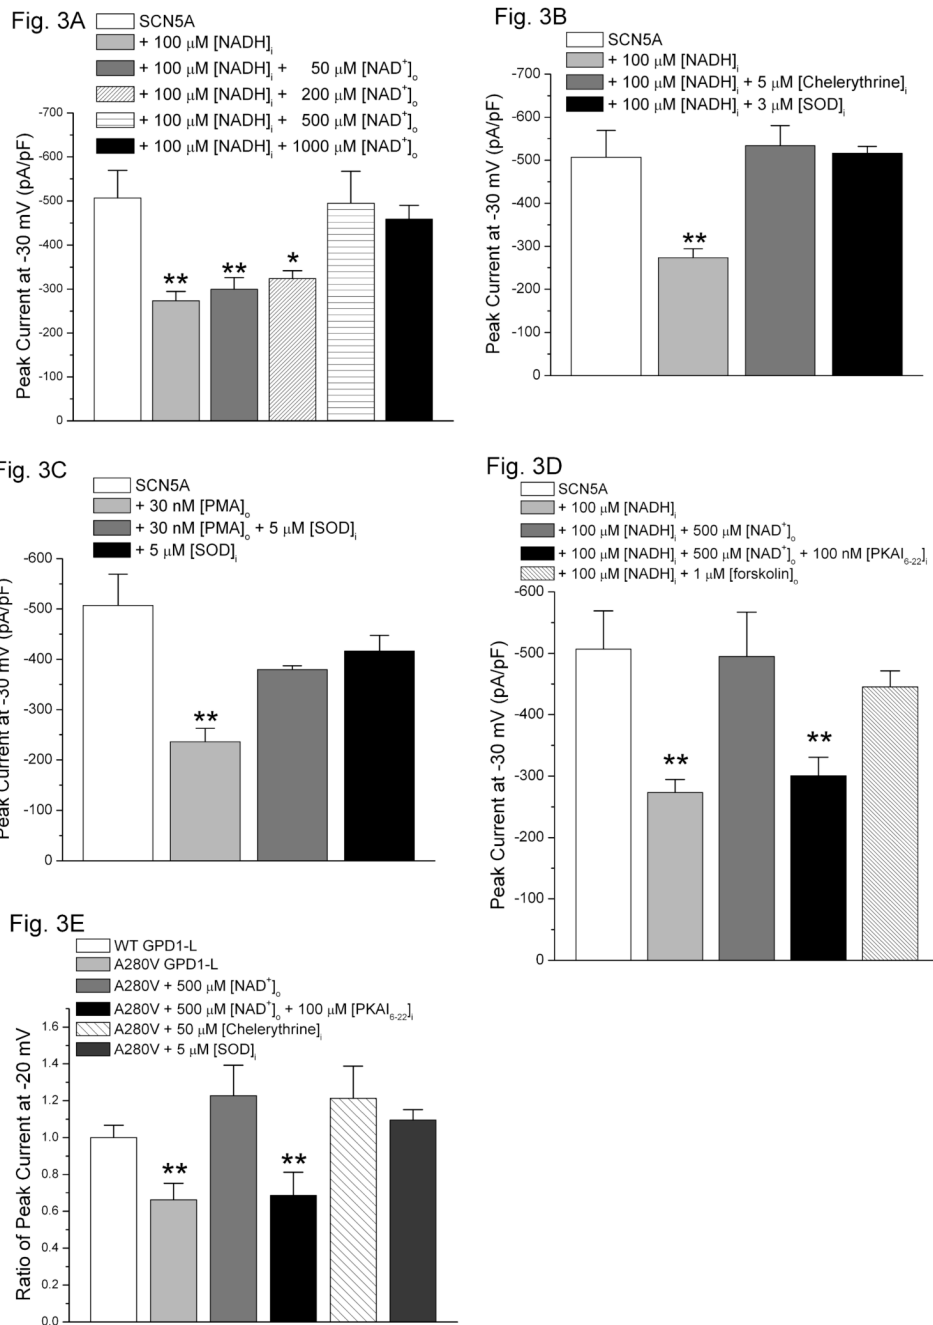 Fig. 3A
SCN5A
+ 100 μM [NADH]i
+ 100 μM [NADH]i + 50 μM [NAD+]o
+ 100 μM [NADH]i + 200 μM [NAD+]o
+ 100 μM [NADH]i + 500 μM [NAD+]o
+ 100 μM [NADH]i + 1000 μM [NAD+]o
Peak Current at -30 mV (pA/pF)
-700
-600
-500
-400
-300
-200
-100
0
**
**
*
Fig. 3B
SCN5A
+ 100 μM [NADH]i
+ 100 μM [NADH]i + 5 μM [Chelerythrine]i
+ 100 μM [NADH]i + 3 μM [SOD]i
Peak Current at -30 mV (pA/pF)
-700
-600
-500
-400
-300
-200
-100
0
**
Fig. 3C
SCN5A
+ 30 nM [PMA]o
+ 30 nM [PMA]o + 5 μM [SOD]i
+ 5 μM [SOD]i
Peak Current at -30 mV (pA/pF)
-600
-500
-400
-300
-200
-100
0
**
Fig. 3D
SCN5A
+ 100 μM [NADH]i
+ 100 μM [NADH]i + 500 μM [NAD+]o
+ 100 μM [NADH]i + 500 μM [NAD+]o + 100 nM [PKAI6-22]i
+ 100 μM [NADH]i + 1 μM [forskolin]o
Peak Current at -30 mV (pA/pF)
-600
-500
-400
-300
-200
-100
0
**
**
Fig. 3E
WT GPD1-L
A280V GPD1-L
A280V + 500 μM [NAD+]o
A280V + 500 μM [NAD+]o + 100 μM [PKAI6-22]i
A280V + 50 μM [Chelerythrine]i
A280V + 5 μM [SOD]i
Ratio of Peak Current at -20 mV
1.6
1.4
1.2
1.0
0.8
0.6
0.4
0.2
0.0
**
**